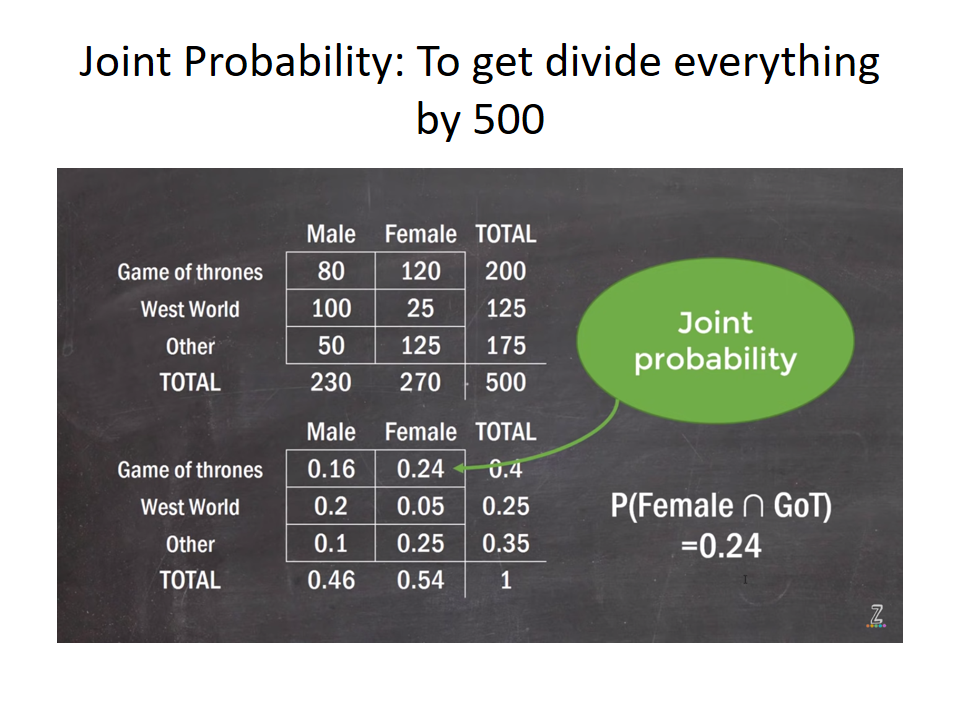 Joint Probability: To get divide everything
by 500
Male Female TOTAL
Game of thrones 80 120 200
West World 100 25 125
Other 50 125 175
TOTAL 230 270 500
Joint
probability
Male Female TOTAL
Game of thrones 0.16 0.24 0.4
West World 0.2 0.05 0.25
Other 0.1 0.25 0.35
TOTAL 0.46 0.54 1
P(Female ∩ GoT)
=0.24
Z